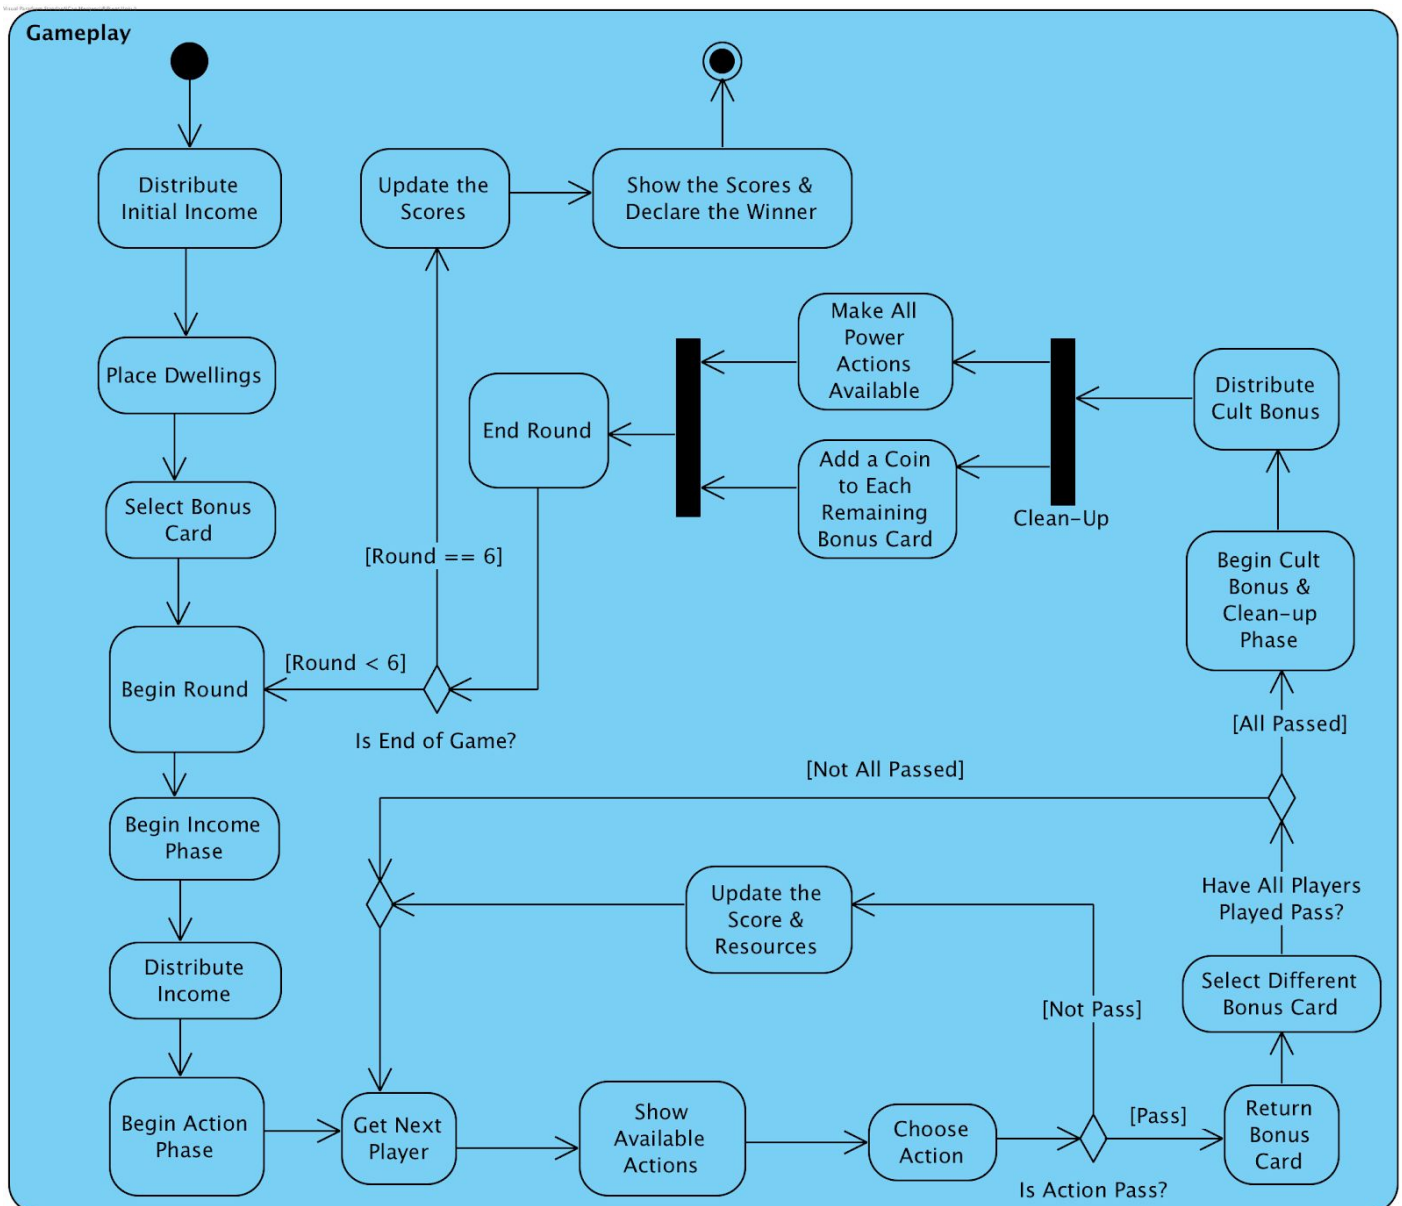 Gameplay
Distribute
Initial Income
Update the
Scores
Show the Scores &
Declare the Winner
Place Dwellings
Make All
Power
Actions
Available
Distribute
Cult Bonus
End Round
Select Bonus
Card
Add a Coin
to Each
Remaining
Bonus Card
Clean-Up
Begin Cult
Bonus &
Clean-up
Phase
[Round == 6]
[Round < 6]
Begin Round
Is End of Game?
[All Passed]
[Not All Passed]
Begin Income
Phase
Have All Players
Played Pass?
Update the
Score &
Resources
Distribute
Income
Select Different
Bonus Card
[Not Pass]
Begin Action
Phase
Get Next
Player
Show
Available
Actions
Choose
Action
[Pass]
Return
Bonus
Card
Is Action Pass?